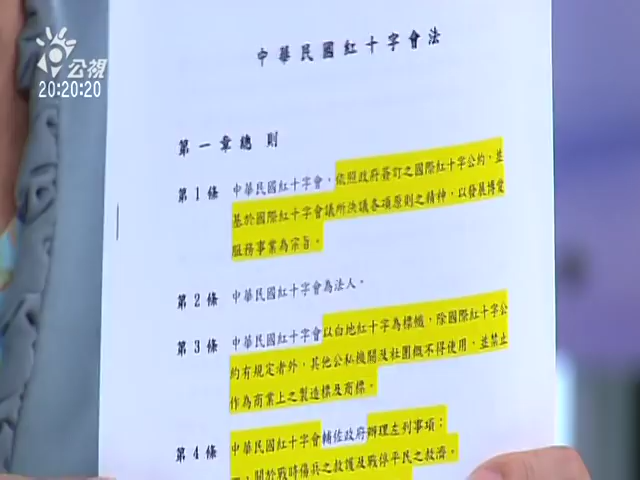 公視
20:20:20
中華民國紅十字會法
第一章總 則
第1條 中華民國紅十字會,依照政府簽訂之國際紅十字公約,並
基於國際紅十字會議所決議各項原則之精神,以發展博愛
服務事業為宗旨。
第2條 中華民國紅十字會為法人。
第3條 中華民國紅十字會以白地紅十字為標幟,除國際紅十字公
約有規定者外,其他公私機關及社團概不得使用,並禁止
作為商業上之製造標及商標。
第4條 中華民國紅十字會輔佐政府辦理左列事項:
關於戰時傷兵之救護及戰俘平民之救濟。